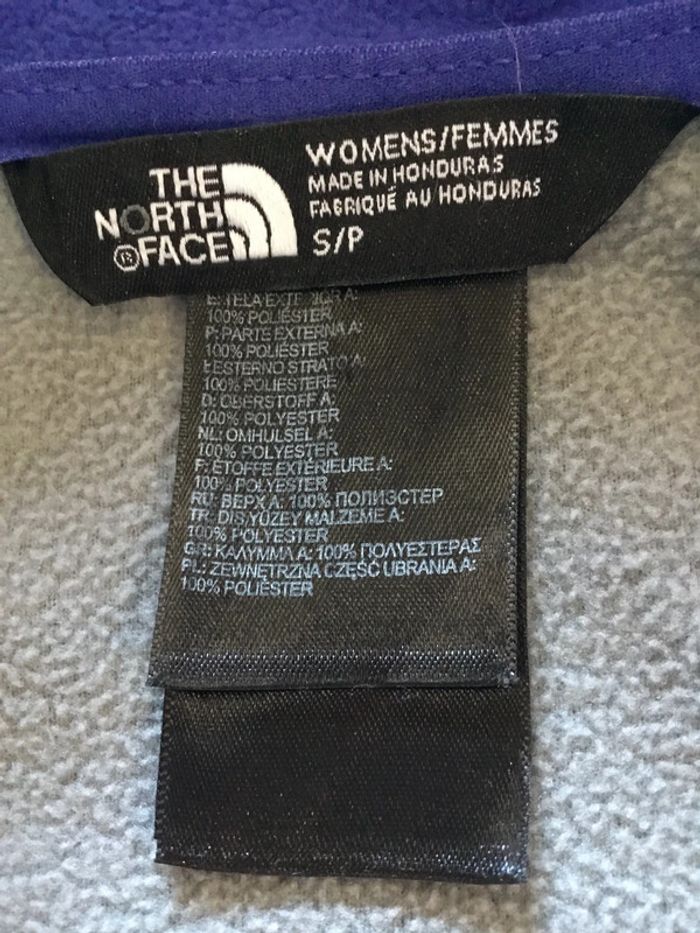 THE
NORTH
®FACE
WOMENS/FEMMES
MADE IN HONDURAS
FABRIQUÉ AU HONDURAS
S/P
E: TELA EXTERIOR A:
100% POLIÉSTER
P: PARTE EXTERNA A:
100% POLIÉSTER
I: ESTERNO STRATO A:
100% POLIESTERE
D: OBERSTOFF A:
100% POLYESTER
NL: OMHULSEL A:
100% POLYESTER
F: ÉTOFFE EXTÉRIEURE A:
100% POLYESTER
RU: ВЕРХ A: 100% ПОЛИЭСТЕР
TR: DIŞ YÜZEY MALZEME A:
100% POLYESTER
GR: ΚΑΛΥΜΜΑ A: 100% ΠΟΛΥΕΣΤΕΡΑΣ
PL: ZEWNĘTRZNA CZĘŚĆ UBRANIA A:
100% POLIÉSTER